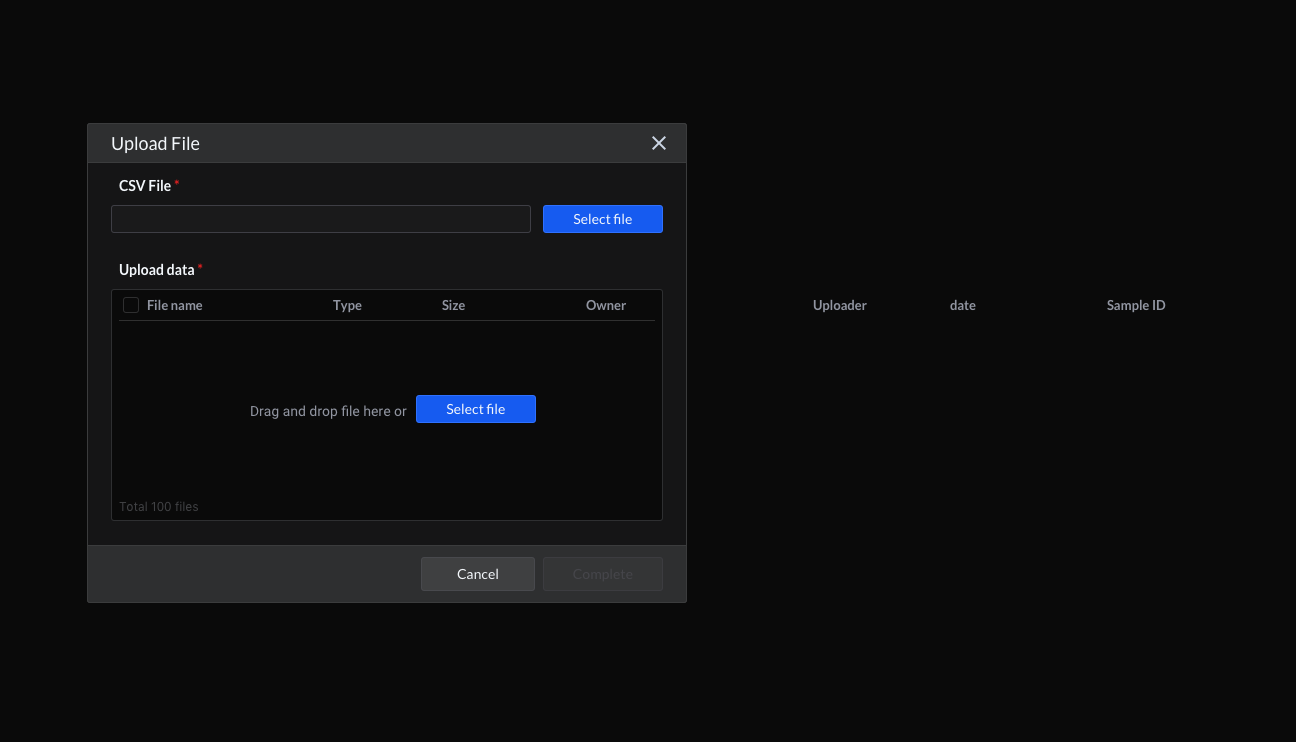 Upload File
CSV File *
Select file
Upload data *
File name Type Size Owner Uploader date Sample ID
Drag and drop file here or Select file
Total 100 files
Cancel Complete